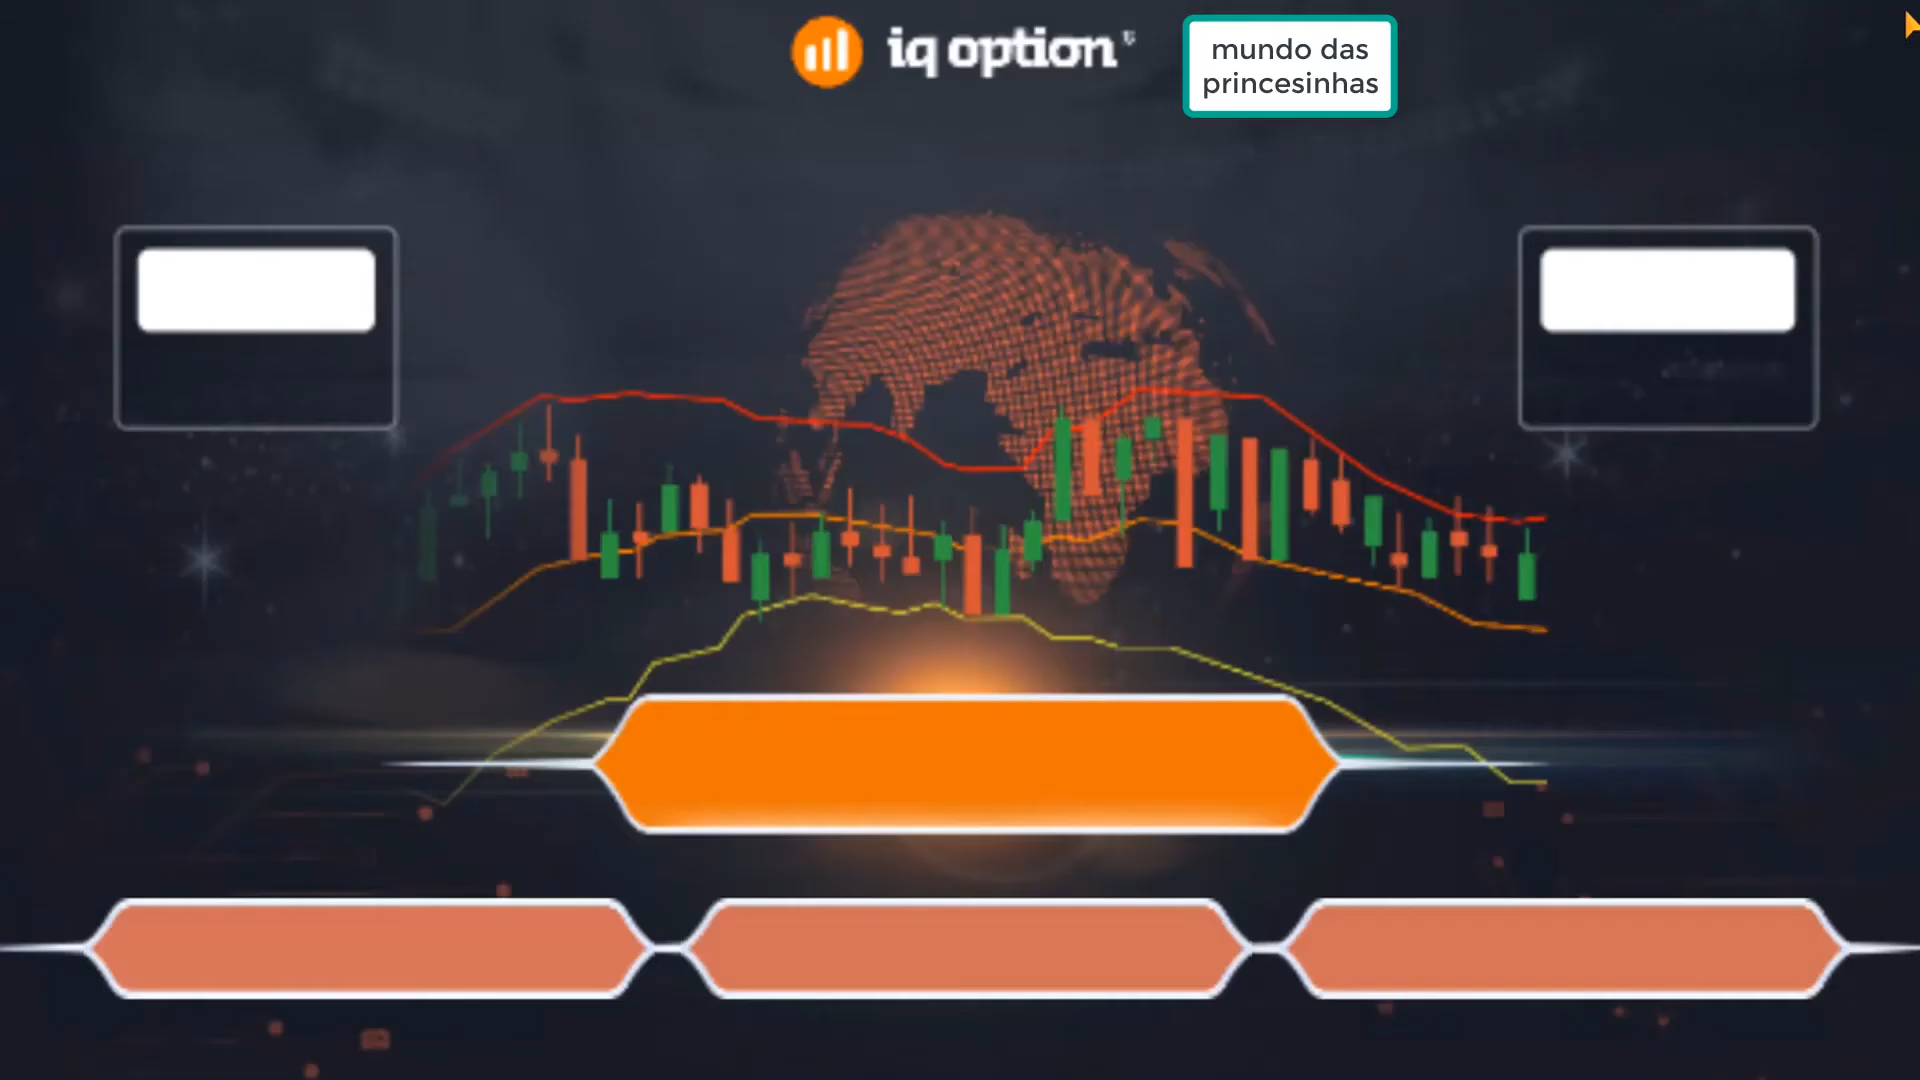 iq option
mundo das
princesinhas